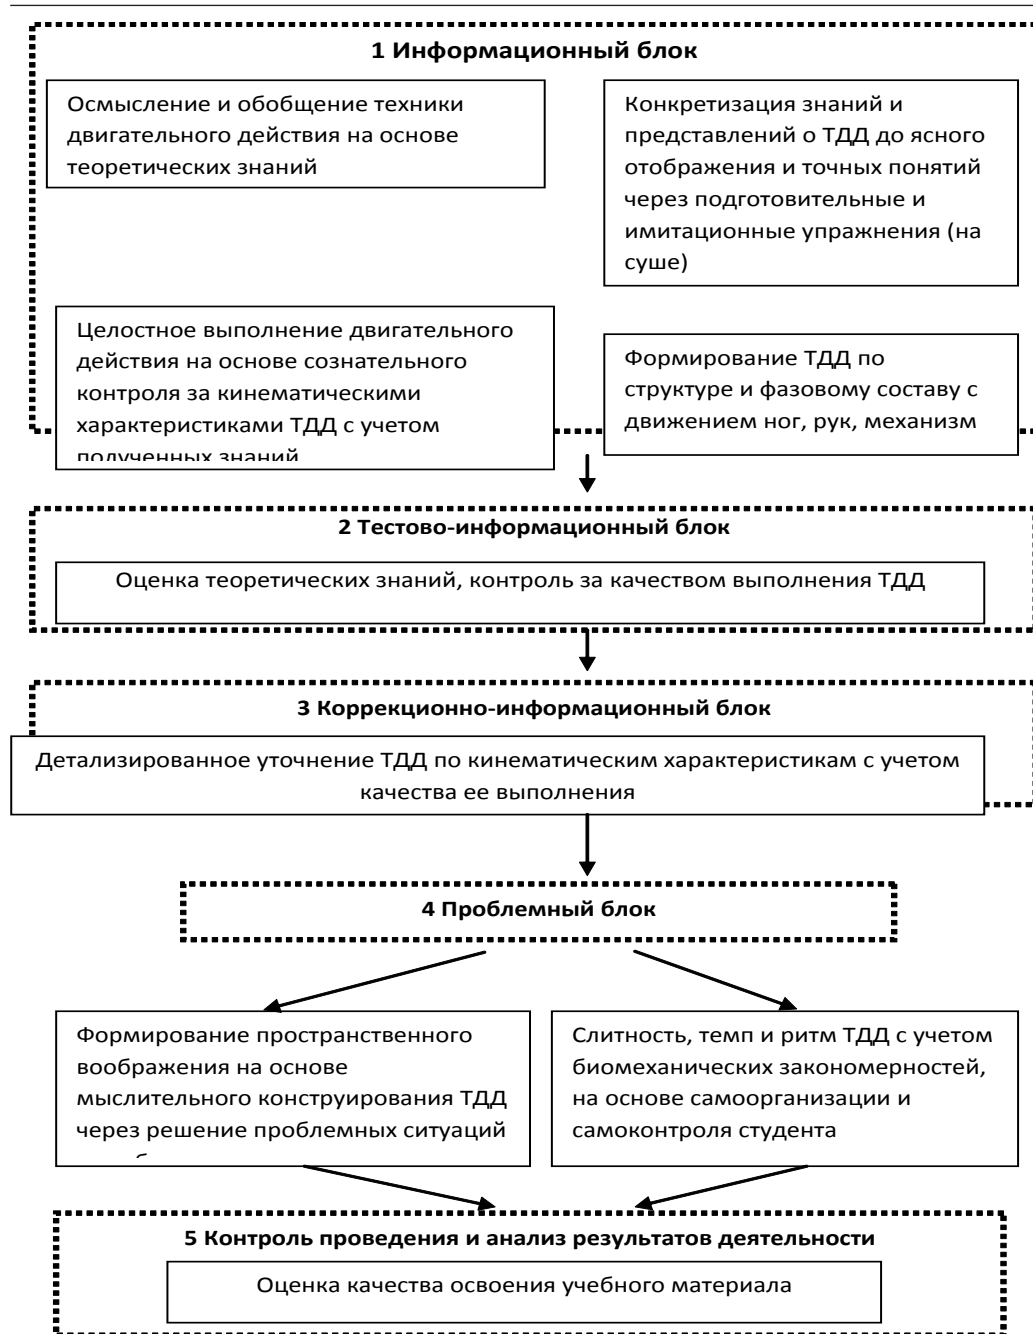 1 Информационный блок
Осмысление и обобщение техники
двигательного действия на основе
теоретических знаний
Конкретизация знаний и
представлений о ТДД до ясного
отображения и точных понятий
через подготовительные и
имитационные упражнения (на
суше)
Целостное выполнение двигательного
действия на основе сознательного
контроля за кинематическими
характеристиками ТДД с учетом
полученных знаний
Формирование ТДД по
структуре и фазовому составу с
движением ног, рук, механизм
2 Тестово-информационный блок
Оценка теоретических знаний, контроль за качеством выполнения ТДД
3 Коррекционно-информационный блок
Детализированное уточнение ТДД по кинематическим характеристикам с учетом
качества ее выполнения
4 Проблемный блок
Формирование пространственного
воображения на основе
мыслительного конструирования ТДД
через решение проблемных ситуаций
Слитность, темп и ритм ТДД с учетом
биомеханических закономерностей,
на основе самоорганизации и
самоконтроля студента
5 Контроль проведения и анализ результатов деятельности
Оценка качества освоения учебного материала